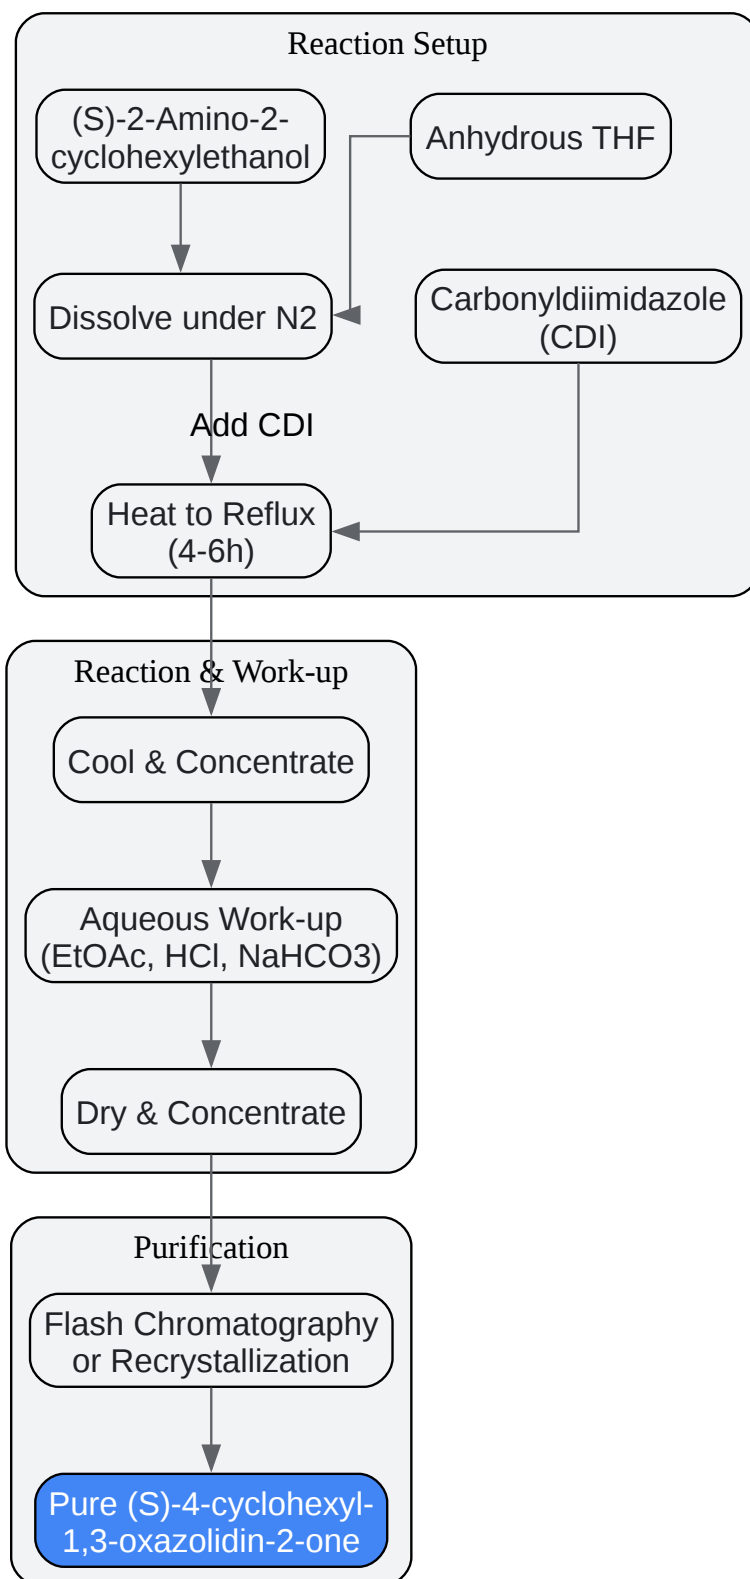 Reaction Setup
(S)-2-Amino-2-
cyclohexylethanol
Anhydrous THF
Dissolve under N2
Carbonyldiimidazole
(CDI)
Add CDI
Heat to Reflux
(4-6h)
Reaction & Work-up
Cool & Concentrate
Aqueous Work-up
(EtOAc, HCl, NaHCO3)
Dry & Concentrate
Purification
Flash Chromatography
or Recrystallization
Pure (S)-4-cyclohexyl-
1,3-oxazolidin-2-one